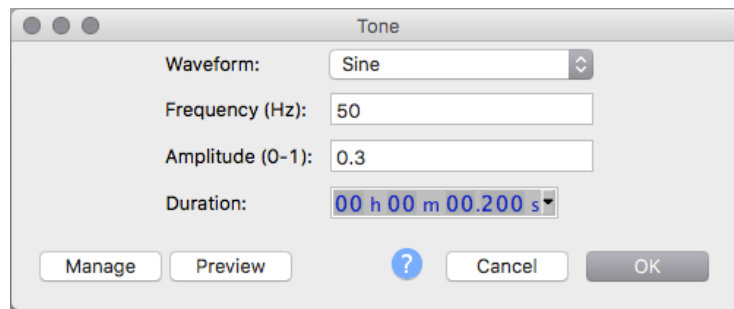 Tone
Waveform: Sine
Frequency (Hz): 50
Amplitude (0-1): 0.3
Duration: 00 h 00 m 00.200 s
Manage Preview ? Cancel OK